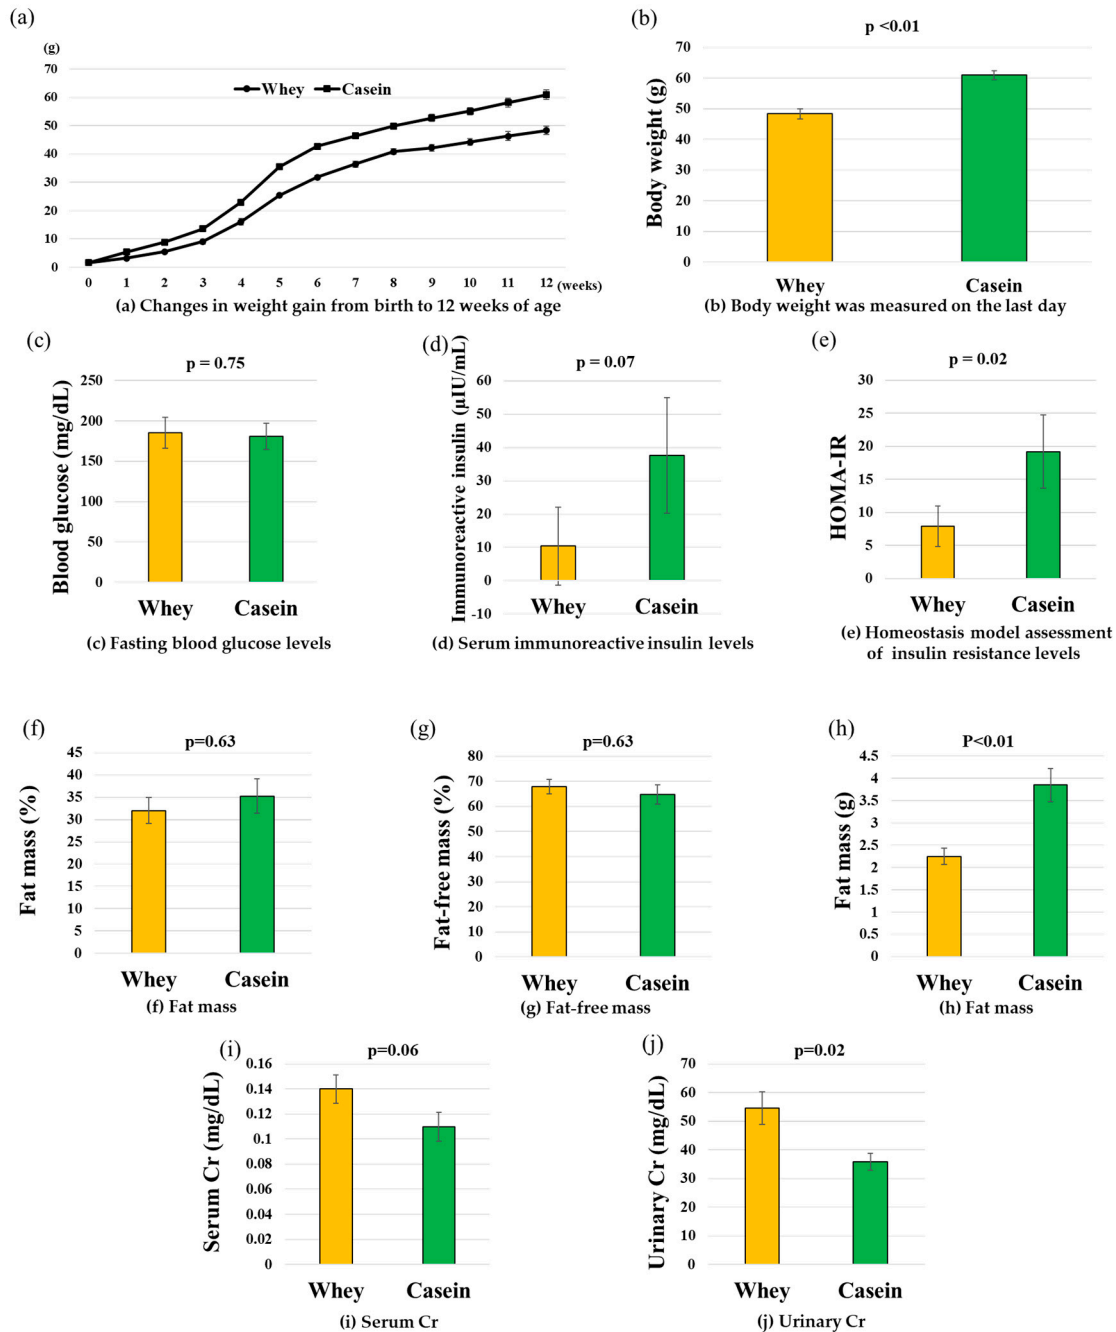 (a)
(g)
70
60
50
40
30
20
10
0
Whey Casein
0 1 2 3 4 5 6 7 8 9 10 11 12 (weeks)
(a) Changes in weight gain from birth to 12 weeks of age
(b)
p <0.01
Body weight (g)
70
60
50
40
30
20
10
0
Whey Casein
(b) Body weight was measured on the last day
(c)
p = 0.75
Blood glucose (mg/dL)
250
200
150
100
50
0
Whey Casein
(c) Fasting blood glucose levels
(d)
p = 0.07
Immunoreactive insulin (μIU/mL)
60
50
40
30
20
10
0
-10
Whey Casein
(d) Serum immunoreactive insulin levels
(e)
p = 0.02
HOMA-IR
30
25
20
15
10
5
0
Whey Casein
(e) Homeostasis model assessment
of insulin resistance levels
(f)
p=0.63
Fat mass (%)
45
40
35
30
25
20
15
10
5
0
Whey Casein
(f) Fat mass
(g)
p=0.63
Fat-free mass (%)
80
70
60
50
40
30
20
10
0
Whey Casein
(g) Fat-free mass
(h)
P<0.01
Fat mass (g)
4.5
4
3.5
3
2.5
2
1.5
1
0.5
0
Whey Casein
(h) Fat mass
(i)
p=0.06
Serum Cr (mg/dL)
0.16
0.14
0.12
0.1
0.08
0.06
0.04
0.02
0
Whey Casein
(i) Serum Cr
(j)
p=0.02
Urinary Cr (mg/dL)
70
60
50
40
30
20
10
0
Whey Casein
(j) Urinary Cr